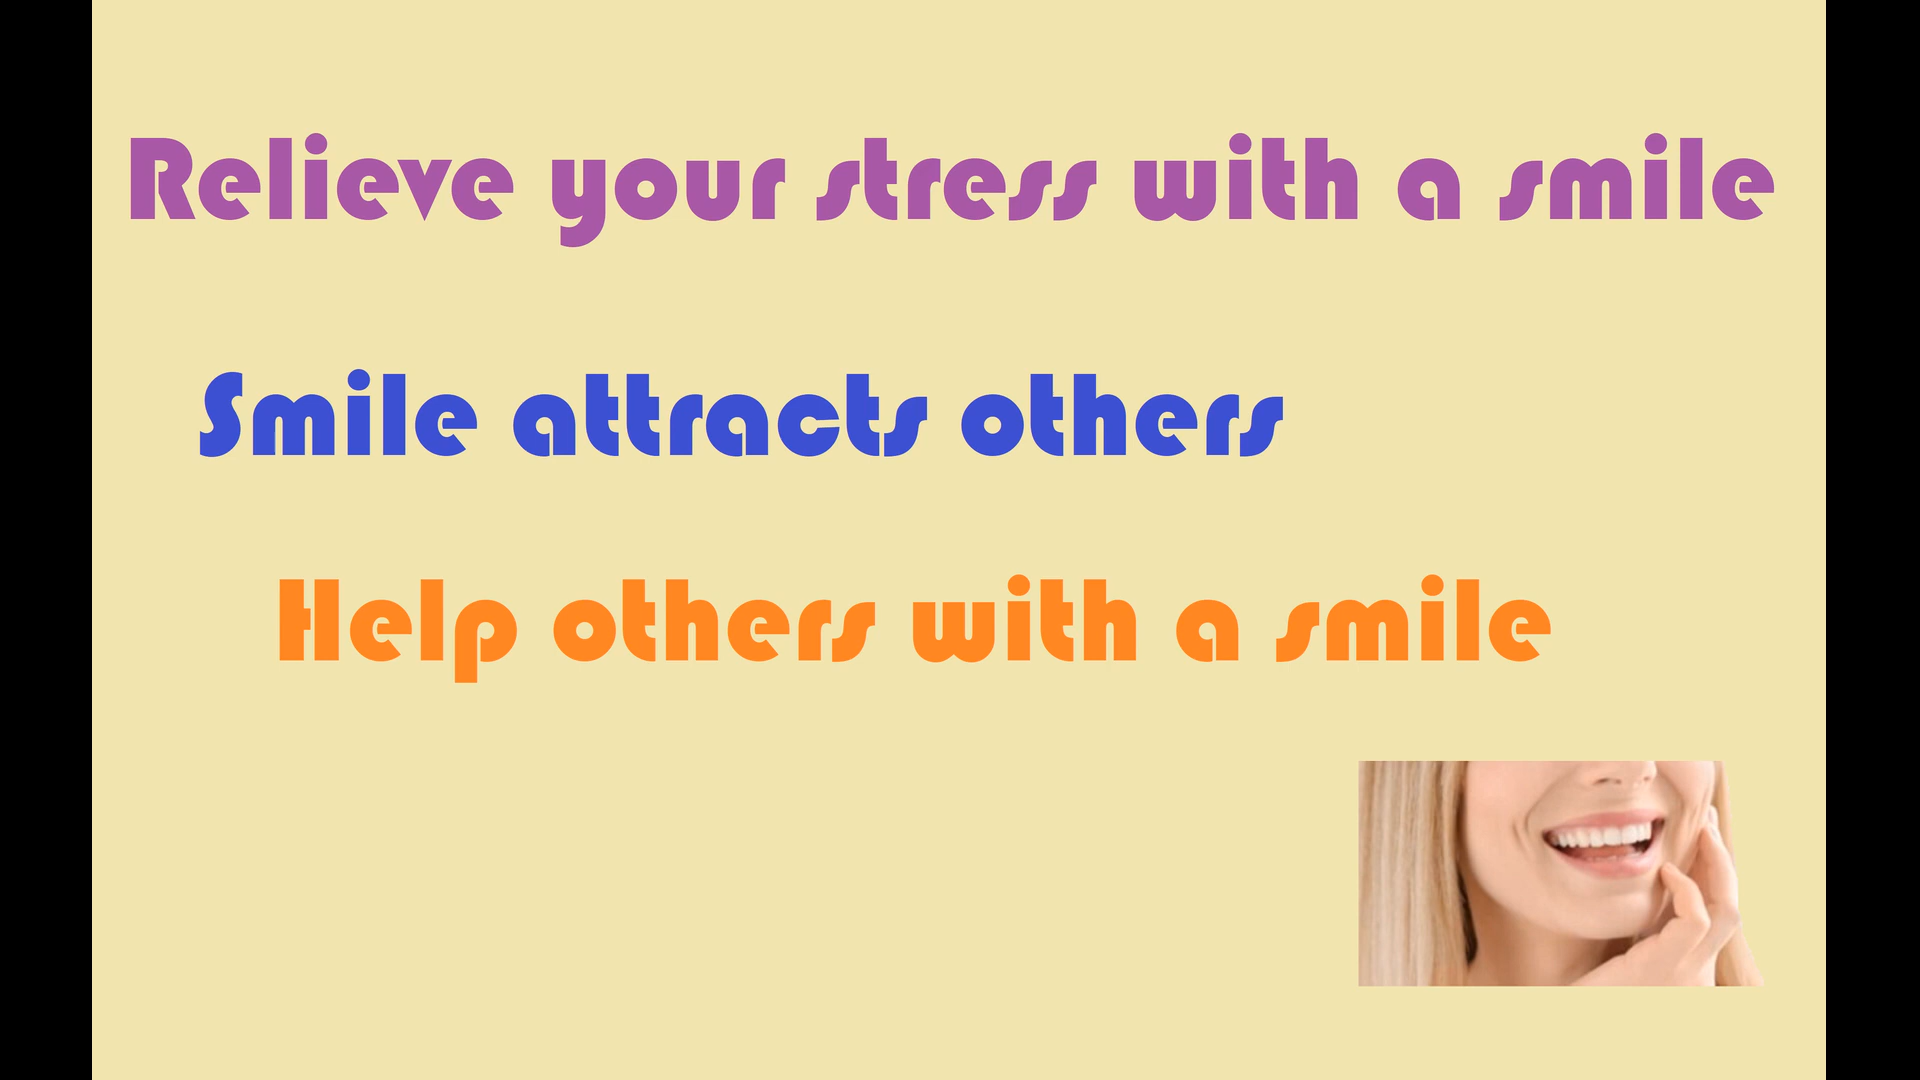 Relieve your stress with a smile
Smile attracts others
Help others with a smile